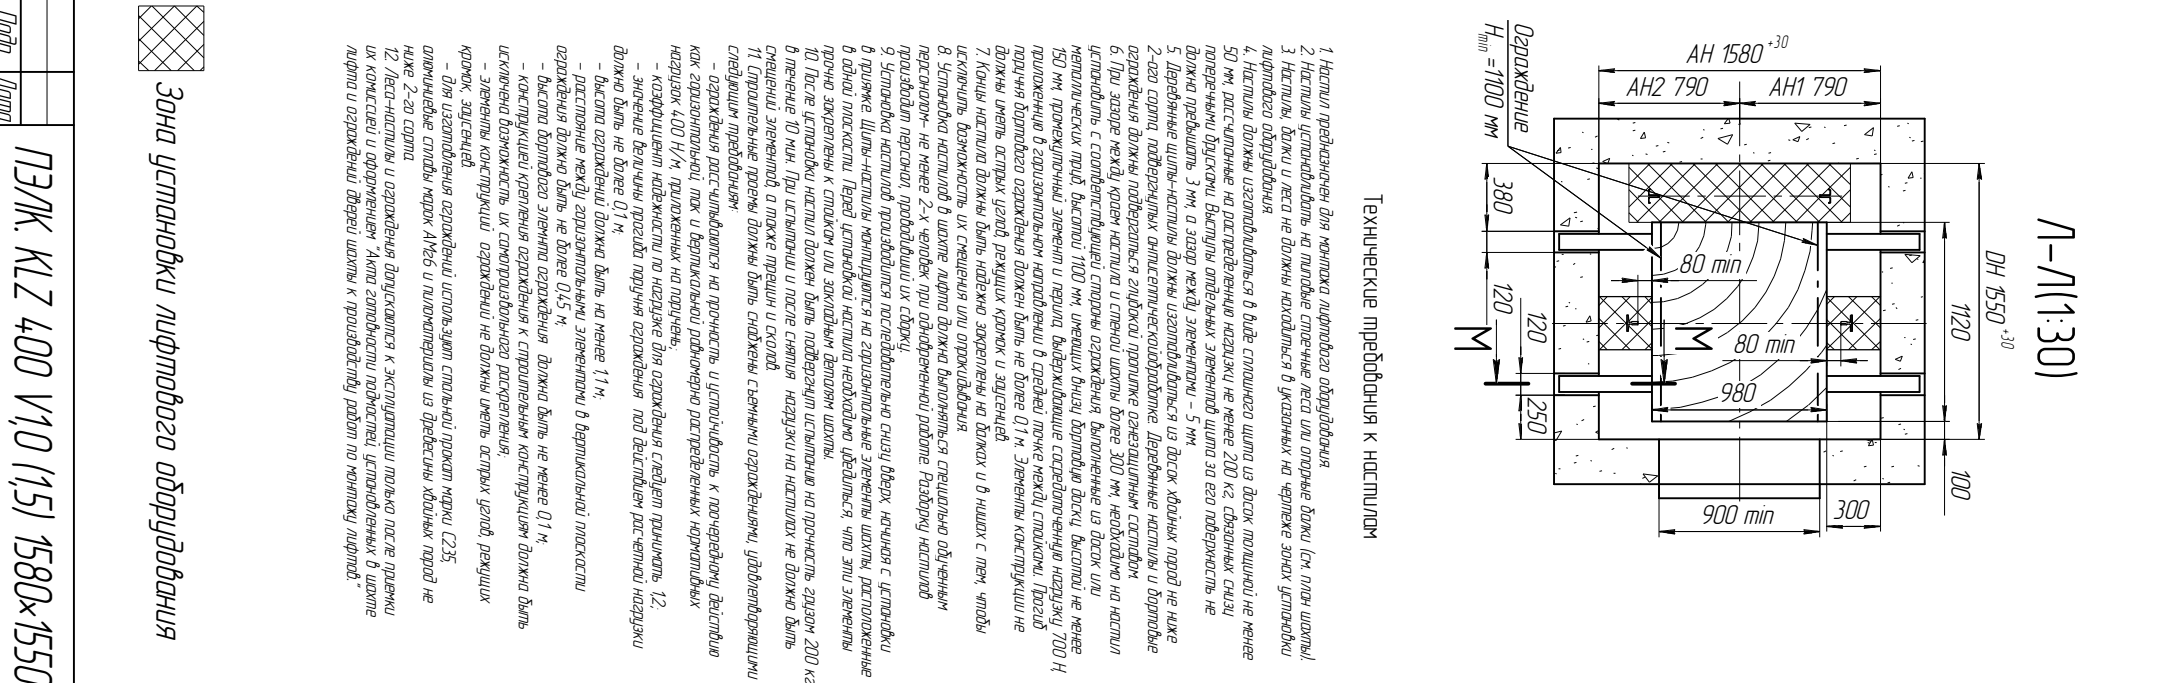 Л-Л(1:30)
DH 1550 +30
1120
100
AH 1580 +30
AH2 790
AH1 790
Ограждение
H min =1100 мм
380
120
120
250
80 min
80 min
980
М
М
900 min
300
Технические требования к настилам
1. Настил предназначен для монтажа лифтового оборудования.
2. Настилы устанавливать на типовые стоечные леса или опорные балки (см. план шахты).
3. Настилы, балки и леса не должны находиться в указанных на чертеже зонах установки
лифтового оборудования.
4. Настилы должны изготавливаться в виде сплошного щита из досок толщиной не менее
50 мм, рассчитанные на распределенную нагрузку не менее 200 кг, связанных снизу
поперечными брусками. Выступы отдельных элементов щита за его поверхность не
должна превышать 3 мм, а зазор между элементами - 5 мм.
5. Деревянные щиты-настилы должны изготавливаться из досок хвойных пород не ниже
2-ого сорта, подвергнутых антисептической обработке. Деревянные настилы и бортовые
ограждения должны подвергаться глубокой пропитке огнезащитным составом.
6. При зазоре между краем настила и стеной шахты более 300 мм, необходимо на настил
установить с соответствующей стороны ограждения, выполненные из досок или
металлических труб, высотой 1100 мм, имеющих внизу бортовую доску высотой не менее
150 мм, промежуточный элемент и перила, выдерживающие сосредоточенную нагрузку 700 Н,
приложенную в горизонтальном направлении в средней точке между стойками. Прогиб
поручня бортового ограждения должен быть не более 0,1 м. Элементы конструкции не
должны иметь острых углов, режущих кромок и заусенцев.
7. Концы настила должны быть надежно закреплены на балках и в нишах с тем, чтобы
исключить возможность их смещения или опрокидывания.
8. Установка настилов в шахте лифта должна выполняться специально обученным
персоналом- не менее 2-х человек при одновременной работе. Разборку настилов
производит персонал, проводивший их сборку.
9. Установка настилов производится последовательно снизу вверх, начиная с установки
в приямке. Щиты-настилы монтируются на горизонтальные элементы шахты, расположенные
в одной плоскости. Перед установкой настила необходимо убедиться, что эти элементы
прочно закреплены к стойкам или закладным деталям шахты.
10. После установки настил должен быть подвергнут испытанию на прочность грузом 200 кг
в течение 10 мин. При испытании и после снятия нагрузки на настилах не должно быть
смещений элементов, а также трещин и сколов.
11. Строительные проемы должны быть снабжены съемными ограждениями, удовлетворяющими
следующим требованиям:
- ограждения рассчитываются на прочность и устойчивость к поочередному действию
как горизонтальной, так и вертикальной равномерно распределенных нормативных
нагрузок 400 Н/м, приложенных на поручень;
- коэффициент надежности по нагрузке для ограждения следует принимать 1,2;
- значение величины прогиба поручня ограждения под действием расчетной нагрузки
должно быть не более 0,1 м;
- высота ограждений должна быть на менее 1,1 м;
- расстояние между горизонтальными элементами в вертикальной плоскости
ограждения должно быть не более 0,45 м;
- высота бортового элемнта ограждения должна быть не менее 0,1 м;
- конструкцией крепления ограждения к строительным конструкциям должна быть
исключена возможность их самопроизвольного раскрепления;
- элементы конструкций ограждений не должны иметь острых углов, режущих
кромок, заусенцев;
- для изготовления ограждений используют стальной прокат марки С235,
алюминиевые сплавы марок АМг6 и пиломатериалы из древесины хвойных пород не
ниже 2-го сорта.
12. Леса-настилы и ограждения допускаются к эксплуатации только после приемки
их комиссией и оформлением "Акта готовности подмостей, установленных в шахте
лифта и ограждений дверей шахты к производству работ по монтажу лифтов."
Зона установки лифтового оборудования
Подп. Дата
ПЭЛК. KLZ 400 V1,0 (1,5) 1580×1550